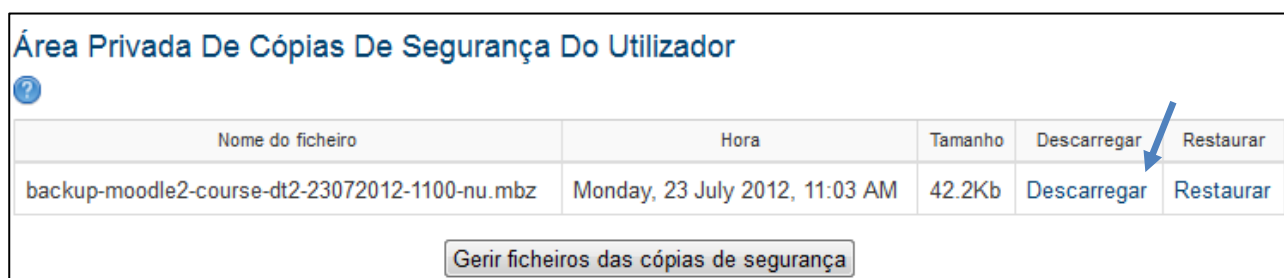 Área Privada De Cópias De Segurança Do Utilizador
?
Nome do ficheiro Hora Tamanho Descarregar Restaurar
backup-moodle2-course-dt2-23072012-1100-nu.mbz Monday, 23 July 2012, 11:03 AM 42.2Kb Descarregar Restaurar
Gerir ficheiros das cópias de segurança